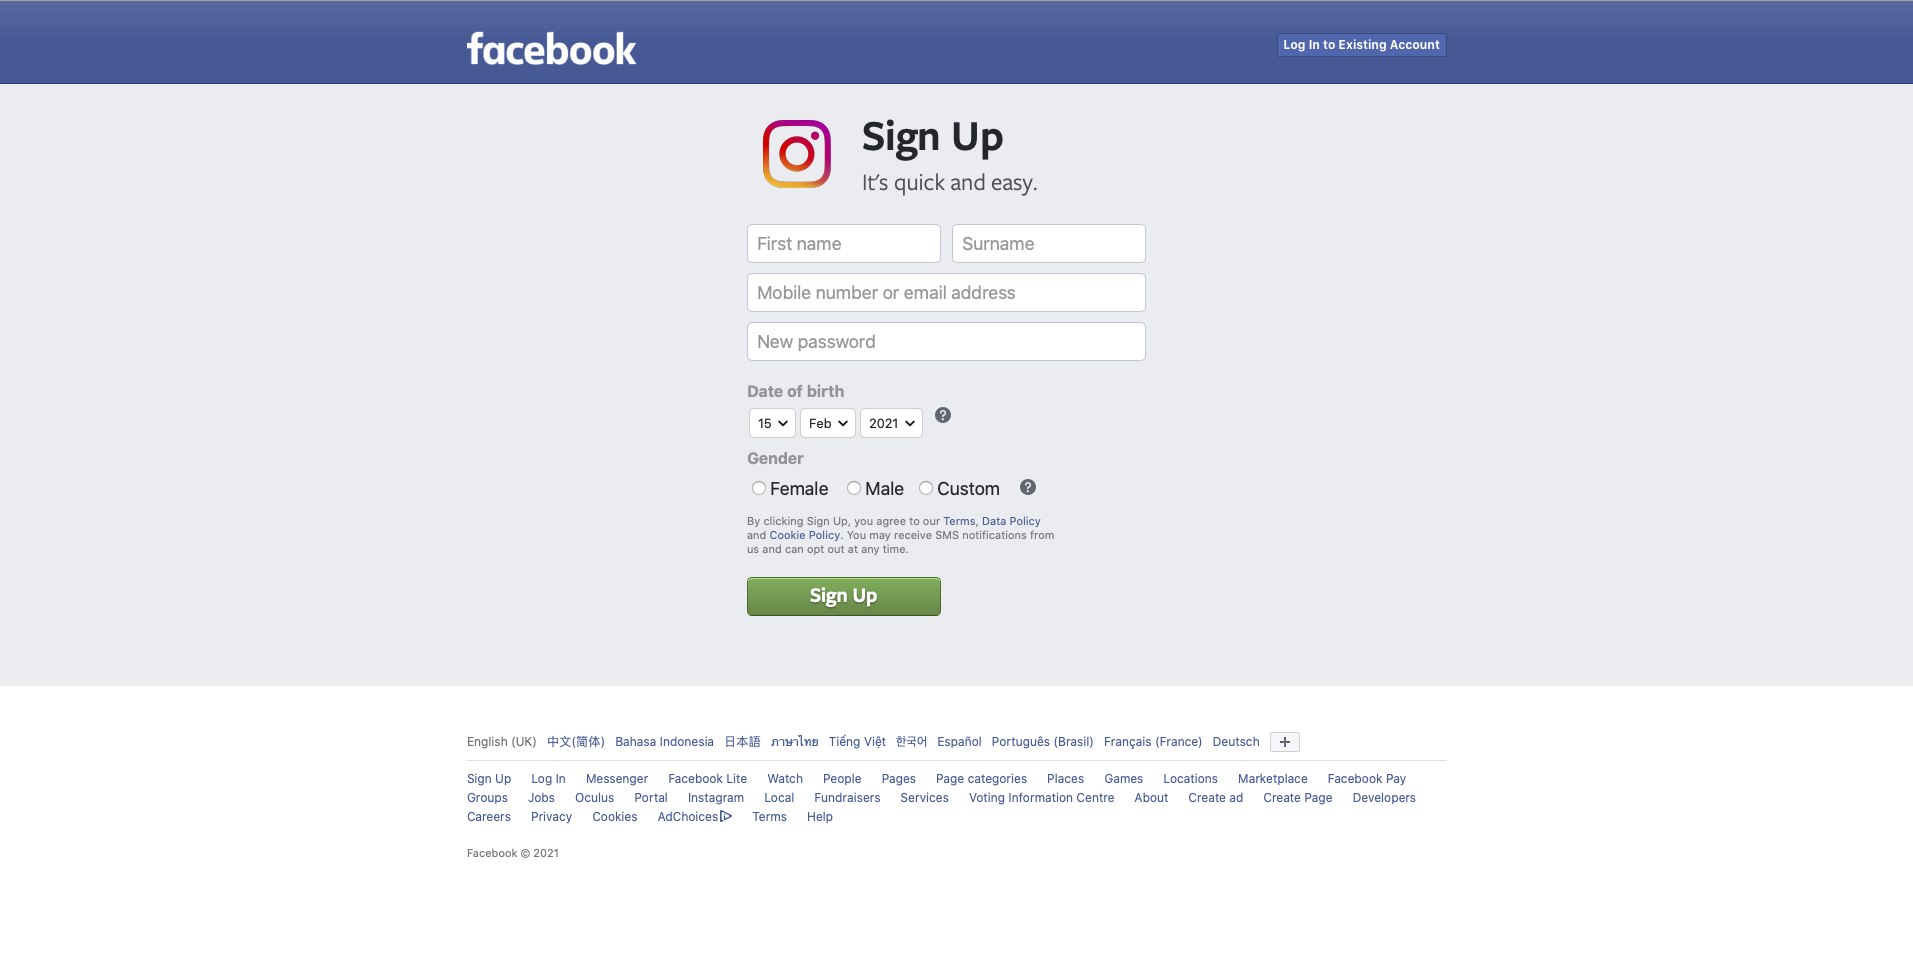 facebook
Log In to Existing Account
Sign Up
It's quick and easy.
First name Surname
Mobile number or email address
New password
Date of birth
15 Feb 2021 ?
Gender
Female Male Custom ?
By clicking Sign Up, you agree to our Terms, Data Policy
and Cookie Policy. You may receive SMS notifications from
us and can opt out at any time.
Sign Up
English (UK) 中文(简体) Bahasa Indonesia 日本語 ภาษาไทย Tiếng Việt 한국어 Español Português (Brasil) Français (France) Deutsch +
Sign Up Log In Messenger Facebook Lite Watch People Pages Page categories Places Games Locations Marketplace Facebook Pay
Groups Jobs Oculus Portal Instagram Local Fundraisers Services Voting Information Centre About Create ad Create Page Developers
Careers Privacy Cookies AdChoices Terms Help
Facebook © 2021